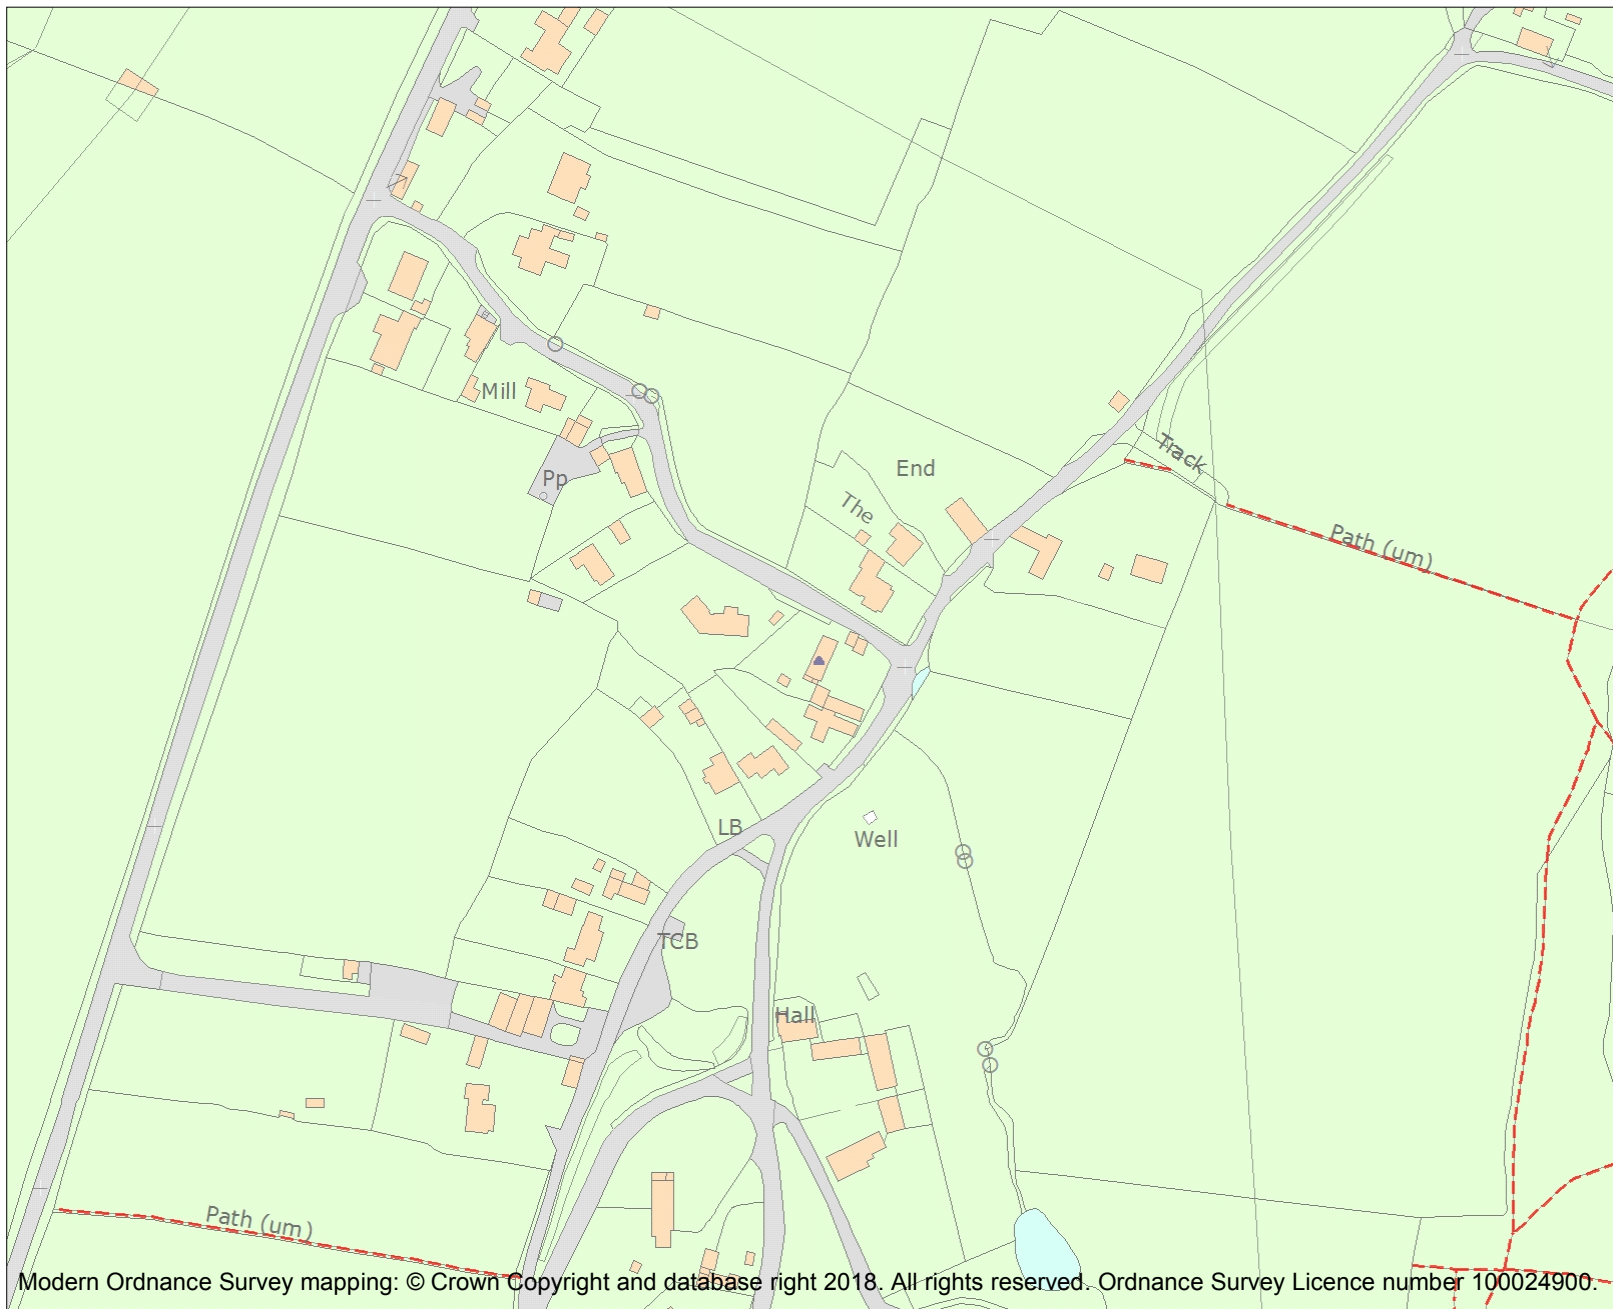 Mill
Pp
End
The
Track
Path (um)
LB
Well
TCB
Hall
Path (um)
Modern Ordnance Survey mapping: © Crown Copyright and database right 2018. All rights reserved. Ordnance Survey Licence number 100024900.